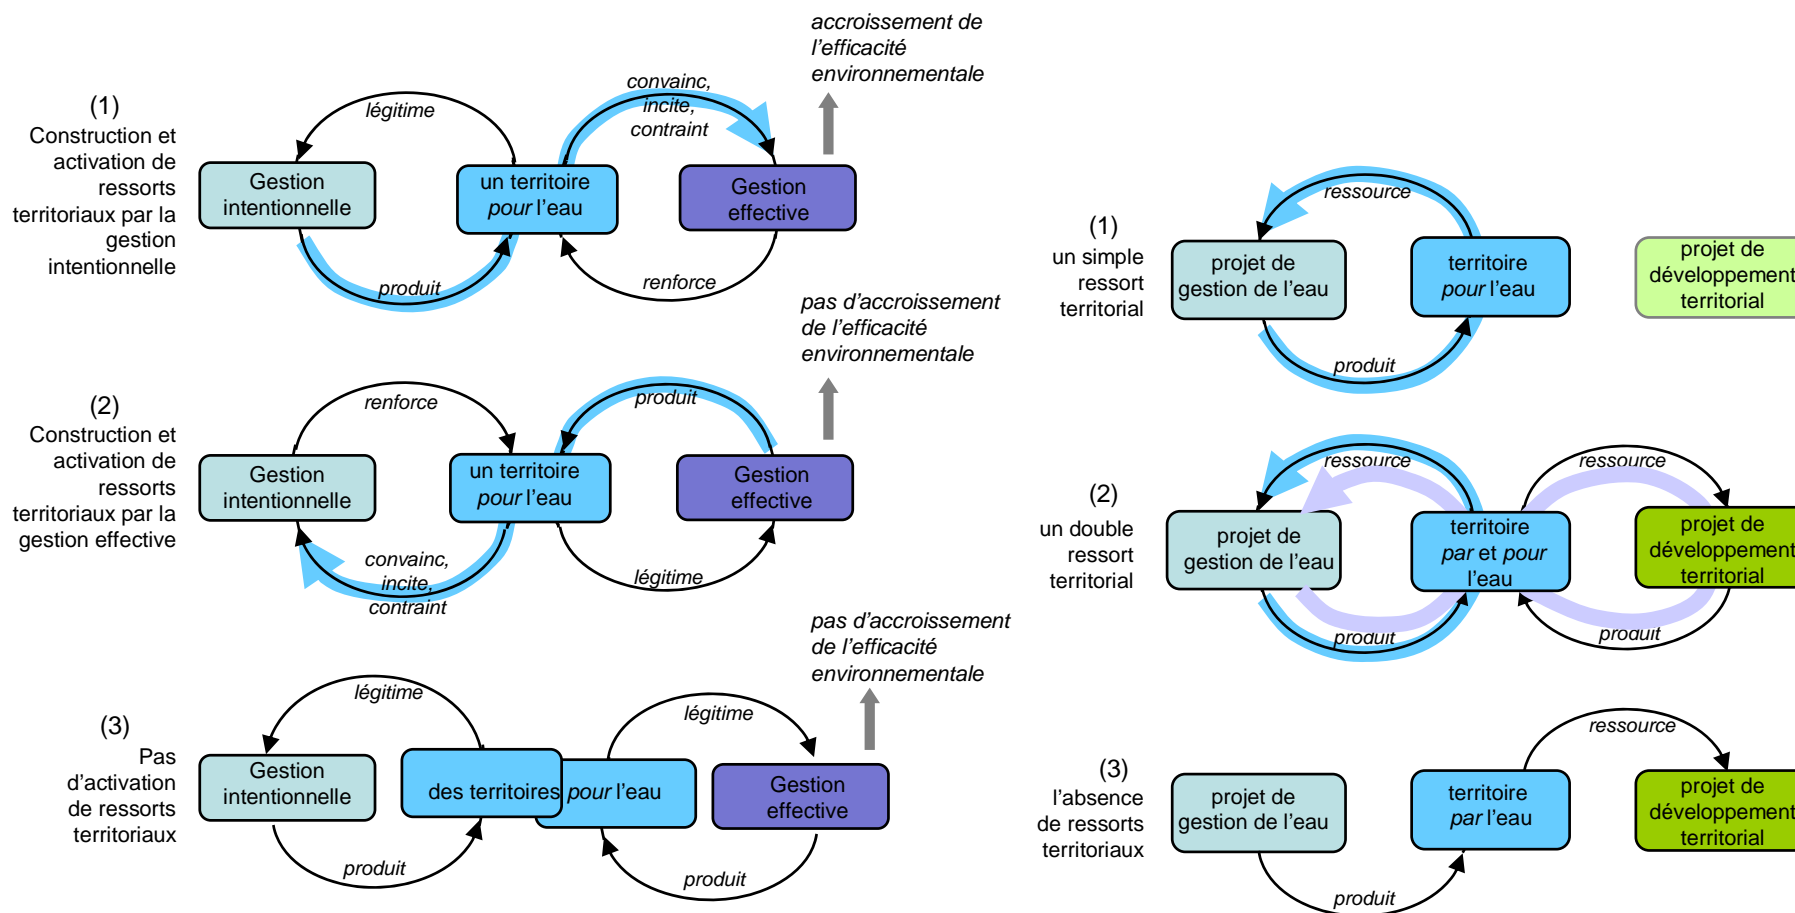 accroissement de
l'efficacité
environnementale
(1)
Construction et
activation de
ressorts
territoriaux par la
gestion
intentionnelle
légitime
convainc,
incite,
contraint
Gestion
intentionnelle
un territoire
pour l'eau
Gestion
effective
produit
renforce
pas d'accroissement
de l'efficacité
environnementale
(2)
Construction et
activation de
ressorts
territoriaux par la
gestion effective
renforce
produit
Gestion
intentionnelle
un territoire
pour l'eau
Gestion
effective
convainc,
incite,
contraint
légitime
pas d'accroissement
de l'efficacité
environnementale
(3)
Pas
d'activation
de ressorts
territoriaux
légitime
légitime
Gestion
intentionnelle
des territoires pour l'eau
Gestion
effective
produit
produit
(1)
un simple
ressort
territorial
ressource
projet de
gestion de l'eau
territoire
pour l'eau
projet de
développement
territorial
produit
(2)
un double
ressort
territorial
ressource
ressource
projet de
gestion de l'eau
territoire
par et pour
l'eau
projet de
développement
territorial
produit
produit
(3)
l'absence
de ressorts
territoriaux
ressource
projet de
gestion de l'eau
territoire
par l'eau
projet de
développement
territorial
produit